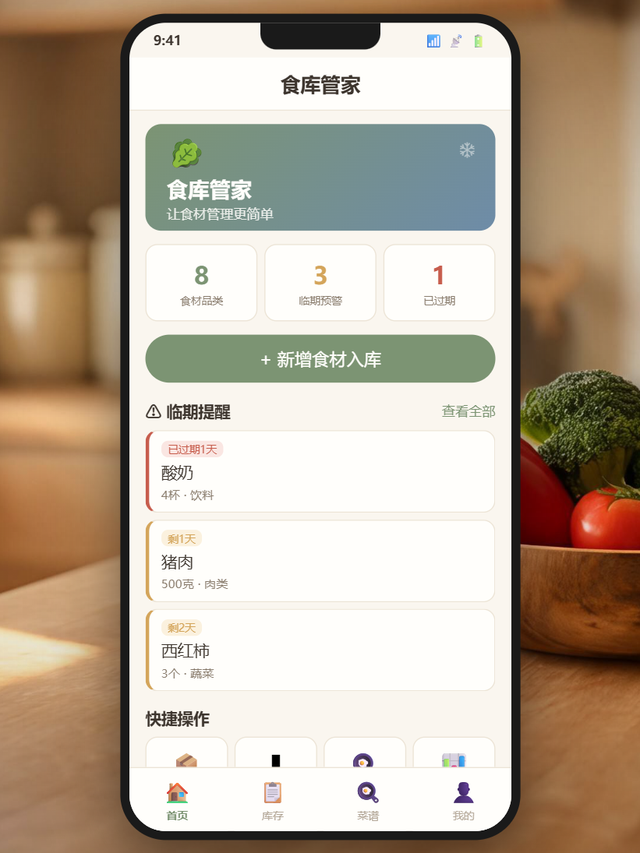 9:41
食库管家
食库管家
让食材管理更简单
8
食材品类
3
临期预警
1
已过期
+ 新增食材入库
临期提醒
查看全部
已过期1天
酸奶
4杯 · 饮料
剩1天
猪肉
500克 · 肉类
剩2天
西红柿
3个 · 蔬菜
快捷操作
首页
库存
菜谱
我的